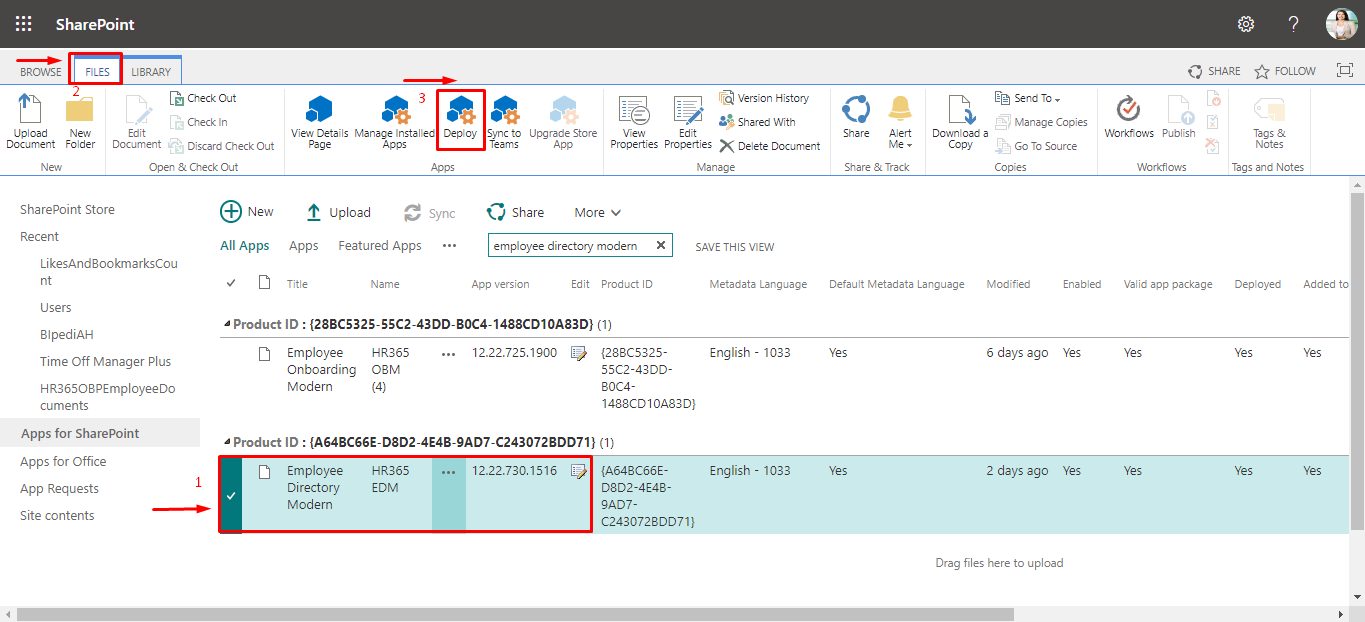 SharePoint
?
BROWSE FILES LIBRARY
SHARE FOLLOW
2
3
Upload Document
New Folder
New
Edit Document
Check Out
Check In
Discard Check Out
Open & Check Out
View Details Page
Manage Installed Apps
Deploy
Sync to Teams
Upgrade Store App
Apps
View Properties
Edit Properties
Version History
Shared With
Delete Document
Manage
Share
Alert Me
Share & Track
Download a Copy
Send To
Manage Copies
Go To Source
Copies
Workflows
Publish
Workflows
Tags & Notes
Tags and Notes
SharePoint Store
Recent
LikesAndBookmarksCou
nt
Users
BIpediAH
Time Off Manager Plus
HR365OBPEmployeeDo
cuments
Apps for SharePoint
Apps for Office
App Requests
Site contents
New Upload Sync Share More
All Apps Apps Featured Apps ••• employee directory modern SAVE THIS VIEW
Title Name App version Edit Product ID Metadata Language Default Metadata Language Modified Enabled Valid app package Deployed Added to
Product ID : {28BC5325-55C2-43DD-B0C4-1488CD10A83D} (1)
Employee HR365 ••• 12.22.725.1900 {28BC5325- English - 1033 Yes 6 days ago Yes Yes Yes Yes
Onboarding OBM 55C2-43DD-
Modern (4) B0C4-
1488CD10A83D}
Product ID : {A64BC66E-D8D2-4E4B-9AD7-C243072BDD71} (1)
1
Employee HR365 ••• 12.22.730.1516 {A64BC66E- English - 1033 Yes 2 days ago Yes Yes Yes Yes
Directory EDM D8D2-4E4B-
Modern 9AD7-
C243072BDD71}
Drag files here to upload